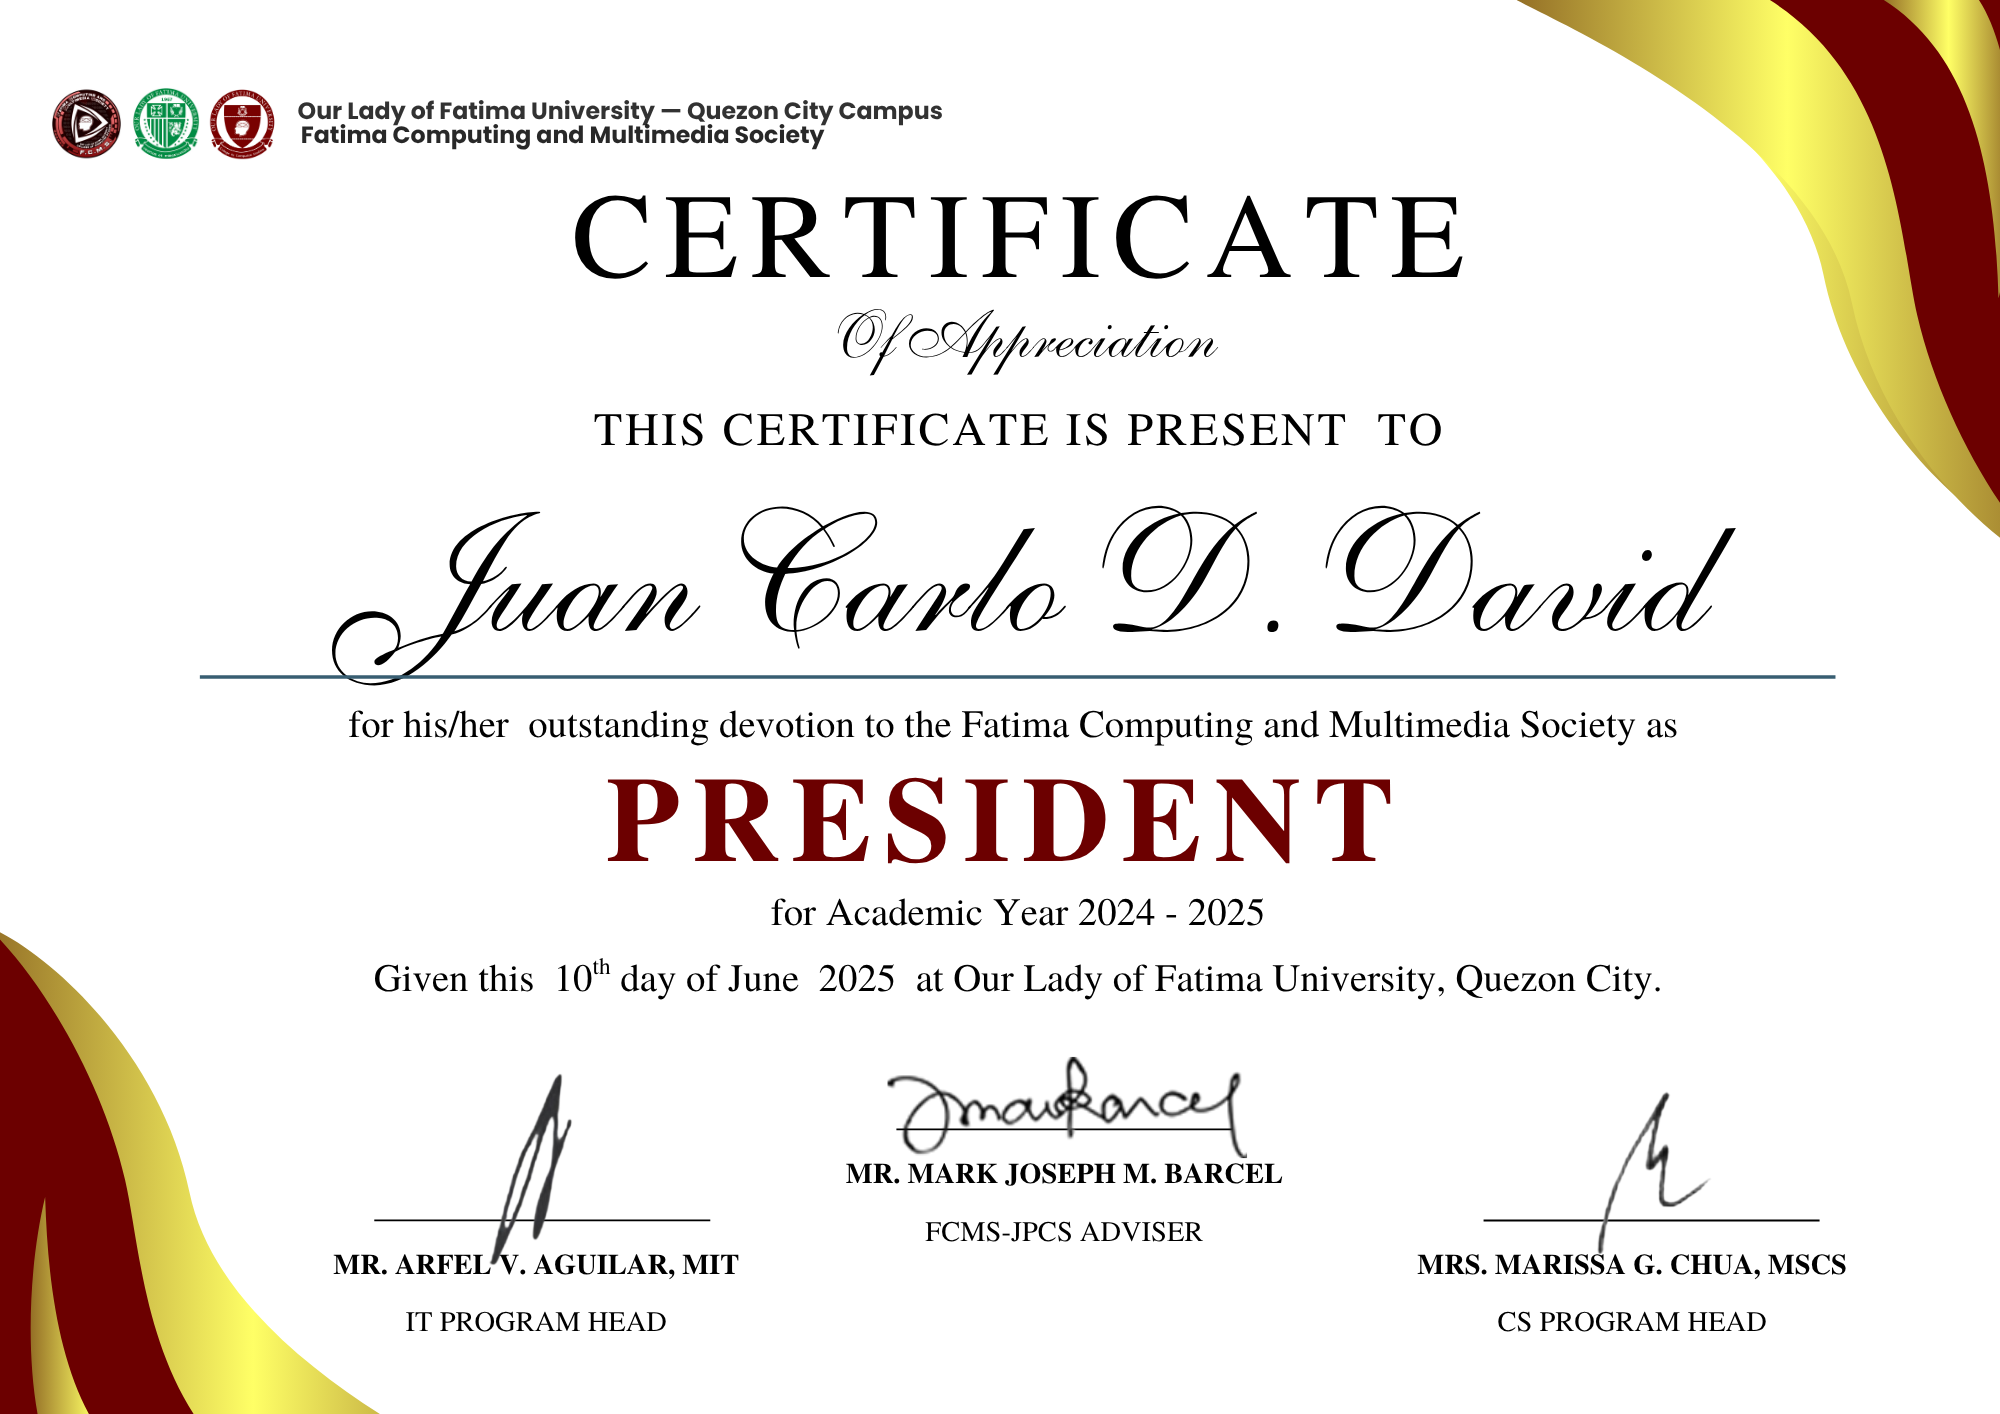 Our Lady of Fatima University — Quezon City Campus
Fatima Computing and Multimedia Society
CERTIFICATE
Of Appreciation
THIS CERTIFICATE IS PRESENT TO
Juan Carlo D. David
for his/her outstanding devotion to the Fatima Computing and Multimedia Society as
PRESIDENT
for Academic Year 2024 - 2025
Given this 10th day of June 2025 at Our Lady of Fatima University, Quezon City.
MR. ARFEL V. AGUILAR, MIT
IT PROGRAM HEAD
MR. MARK JOSEPH M. BARCEL
FCMS-JPCS ADVISER
MRS. MARISSA G. CHUA, MSCS
CS PROGRAM HEAD